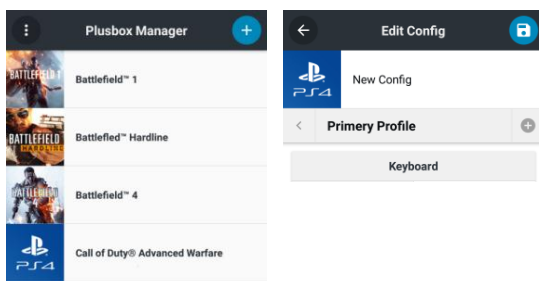 Plusbox Manager
BATTLEFIELD 1
Battlefield™ 1
BATTLEFIELD
HARDLINE
Battlefled™ Hardline
BATTLEFIELD 4
Battlefield™ 4
PS4
Call of Duty® Advanced Warfare
Edit Config
PS4
New Config
Primery Profile
Keyboard